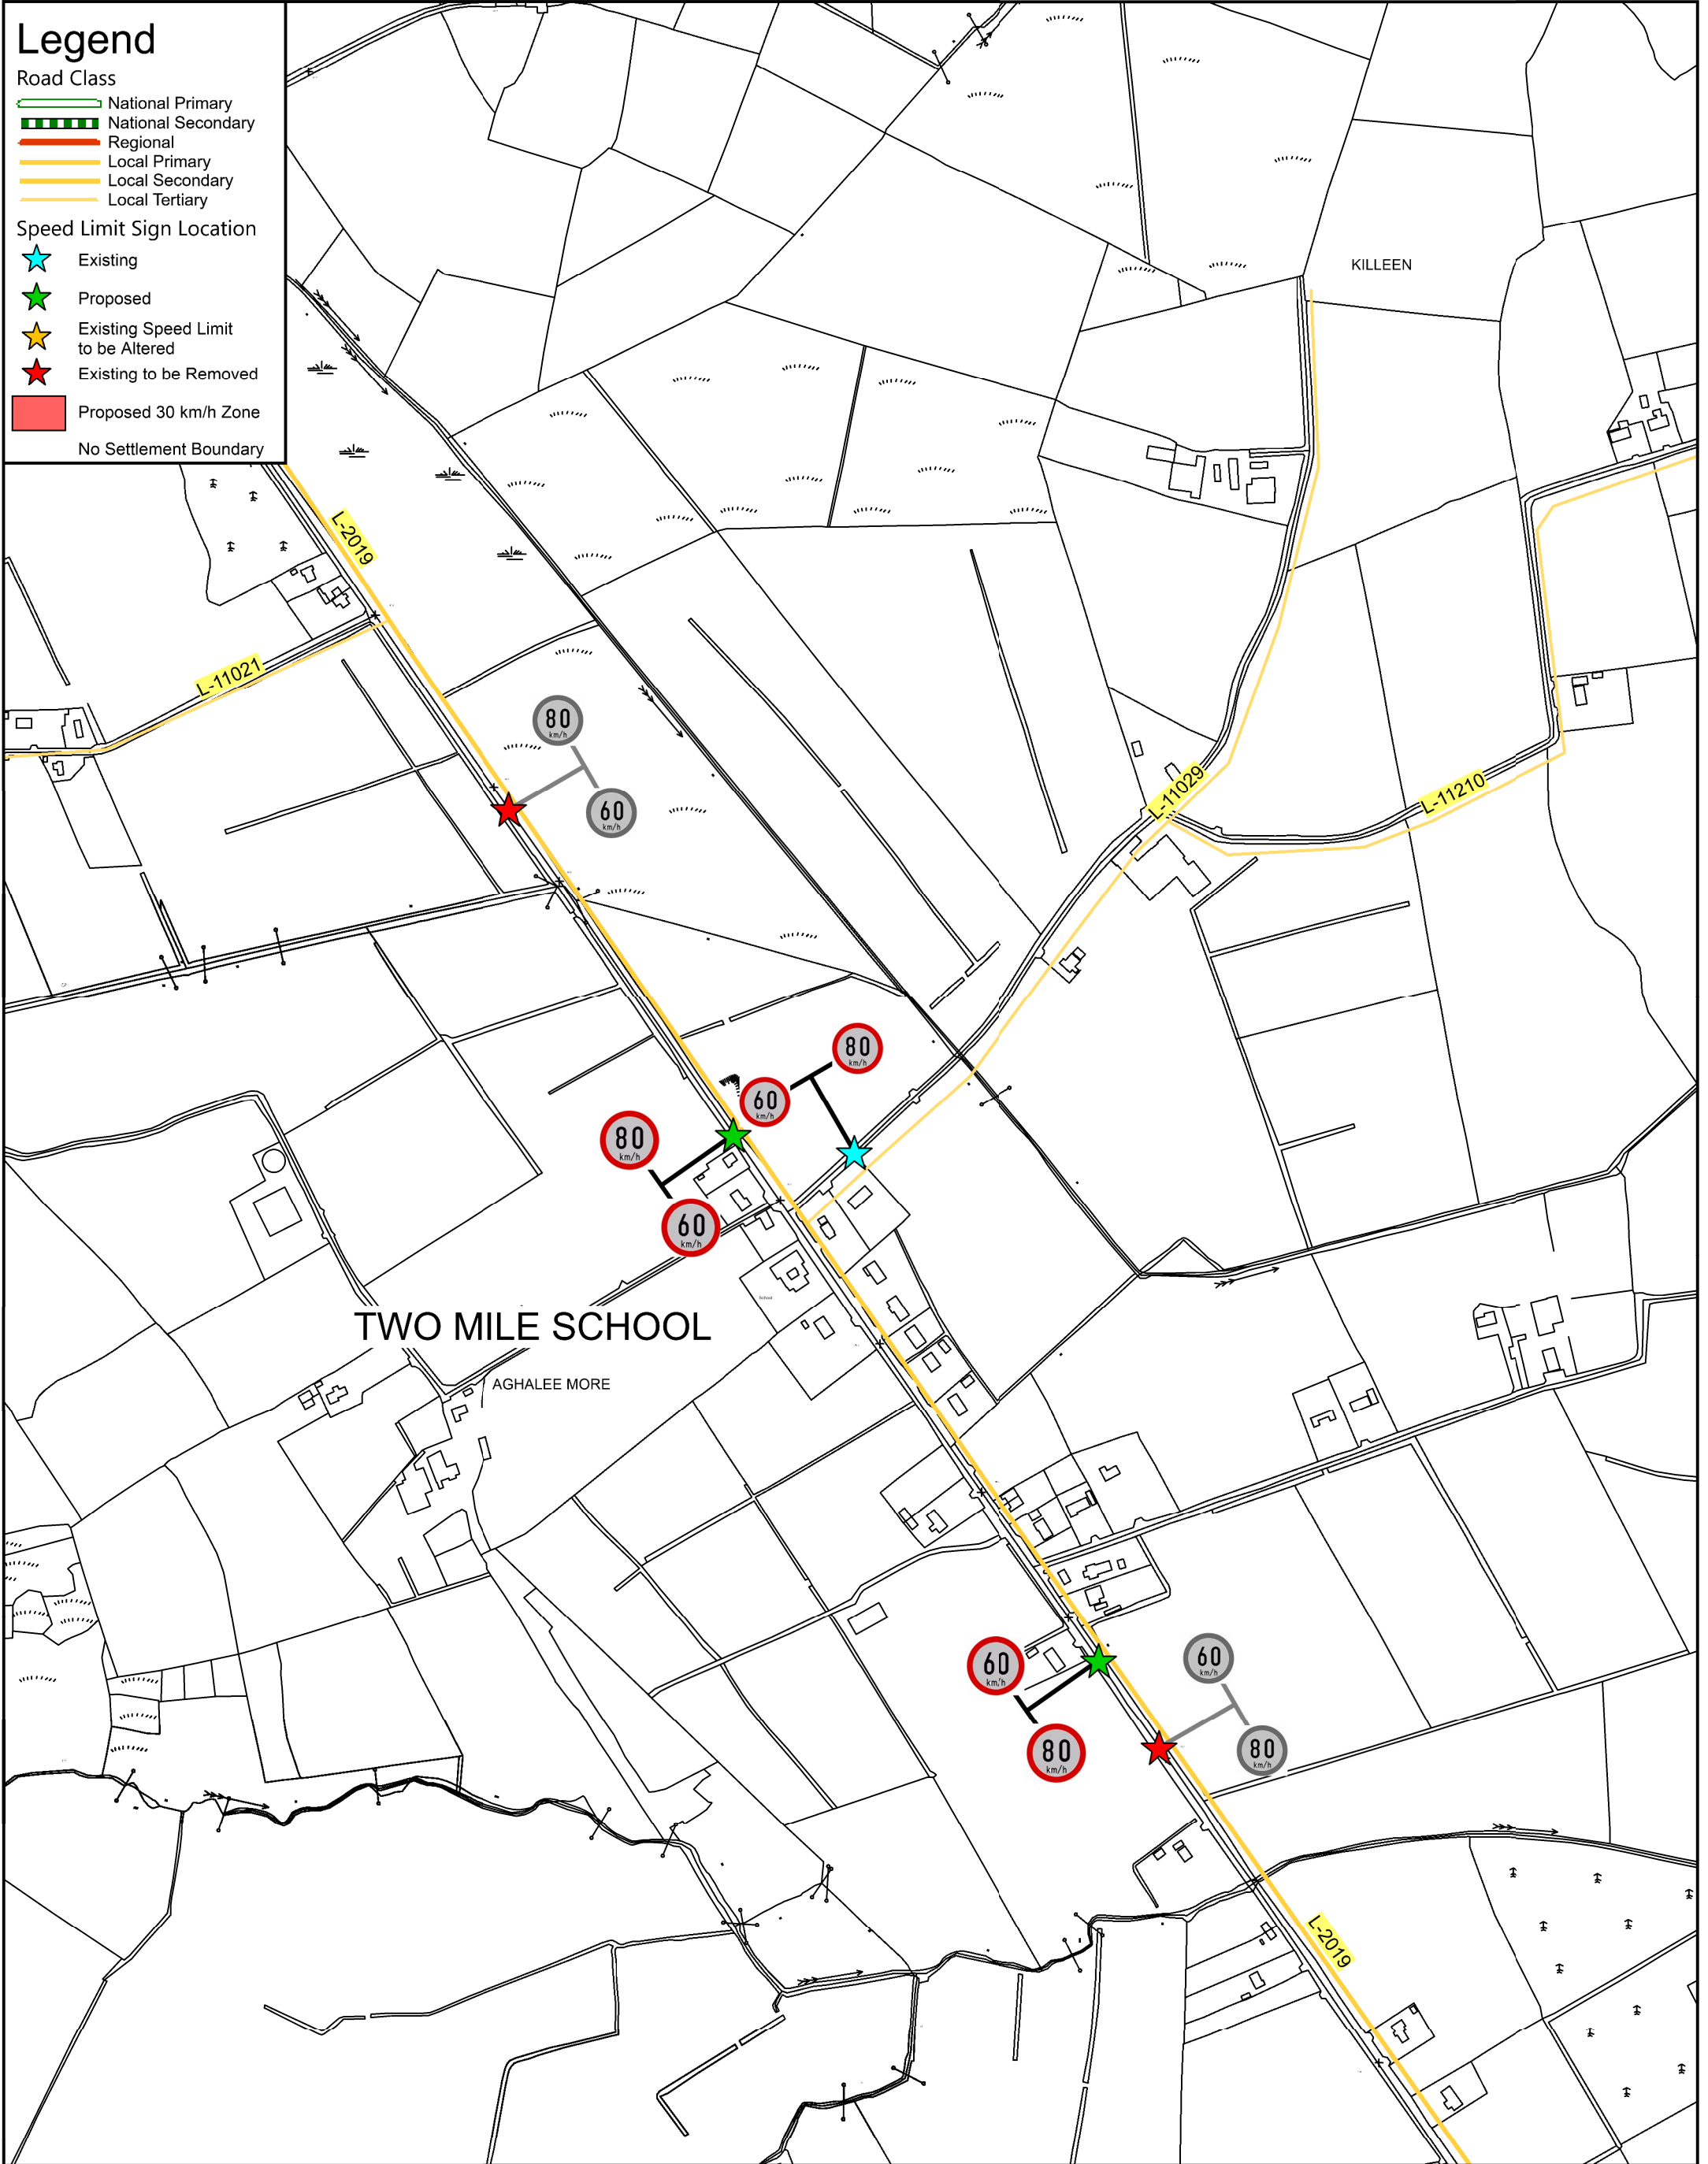 Legend
Road Class
National Primary
National Secondary
Regional
Local Primary
Local Secondary
Local Tertiary
Speed Limit Sign Location
Existing
Proposed
Existing Speed Limit
to be Altered
Existing to be Removed
Proposed 30 km/h Zone
No Settlement Boundary
KILLEEN
L-2019
L-11021
80
km/h
60
km/h
L-11029
L-11210
80
km/h
60
km/h
80
km/h
60
km/h
School
TWO MILE SCHOOL
AGHALEE MORE
60
km/h
80
km/h
60
km/h
80
km/h
L-2019